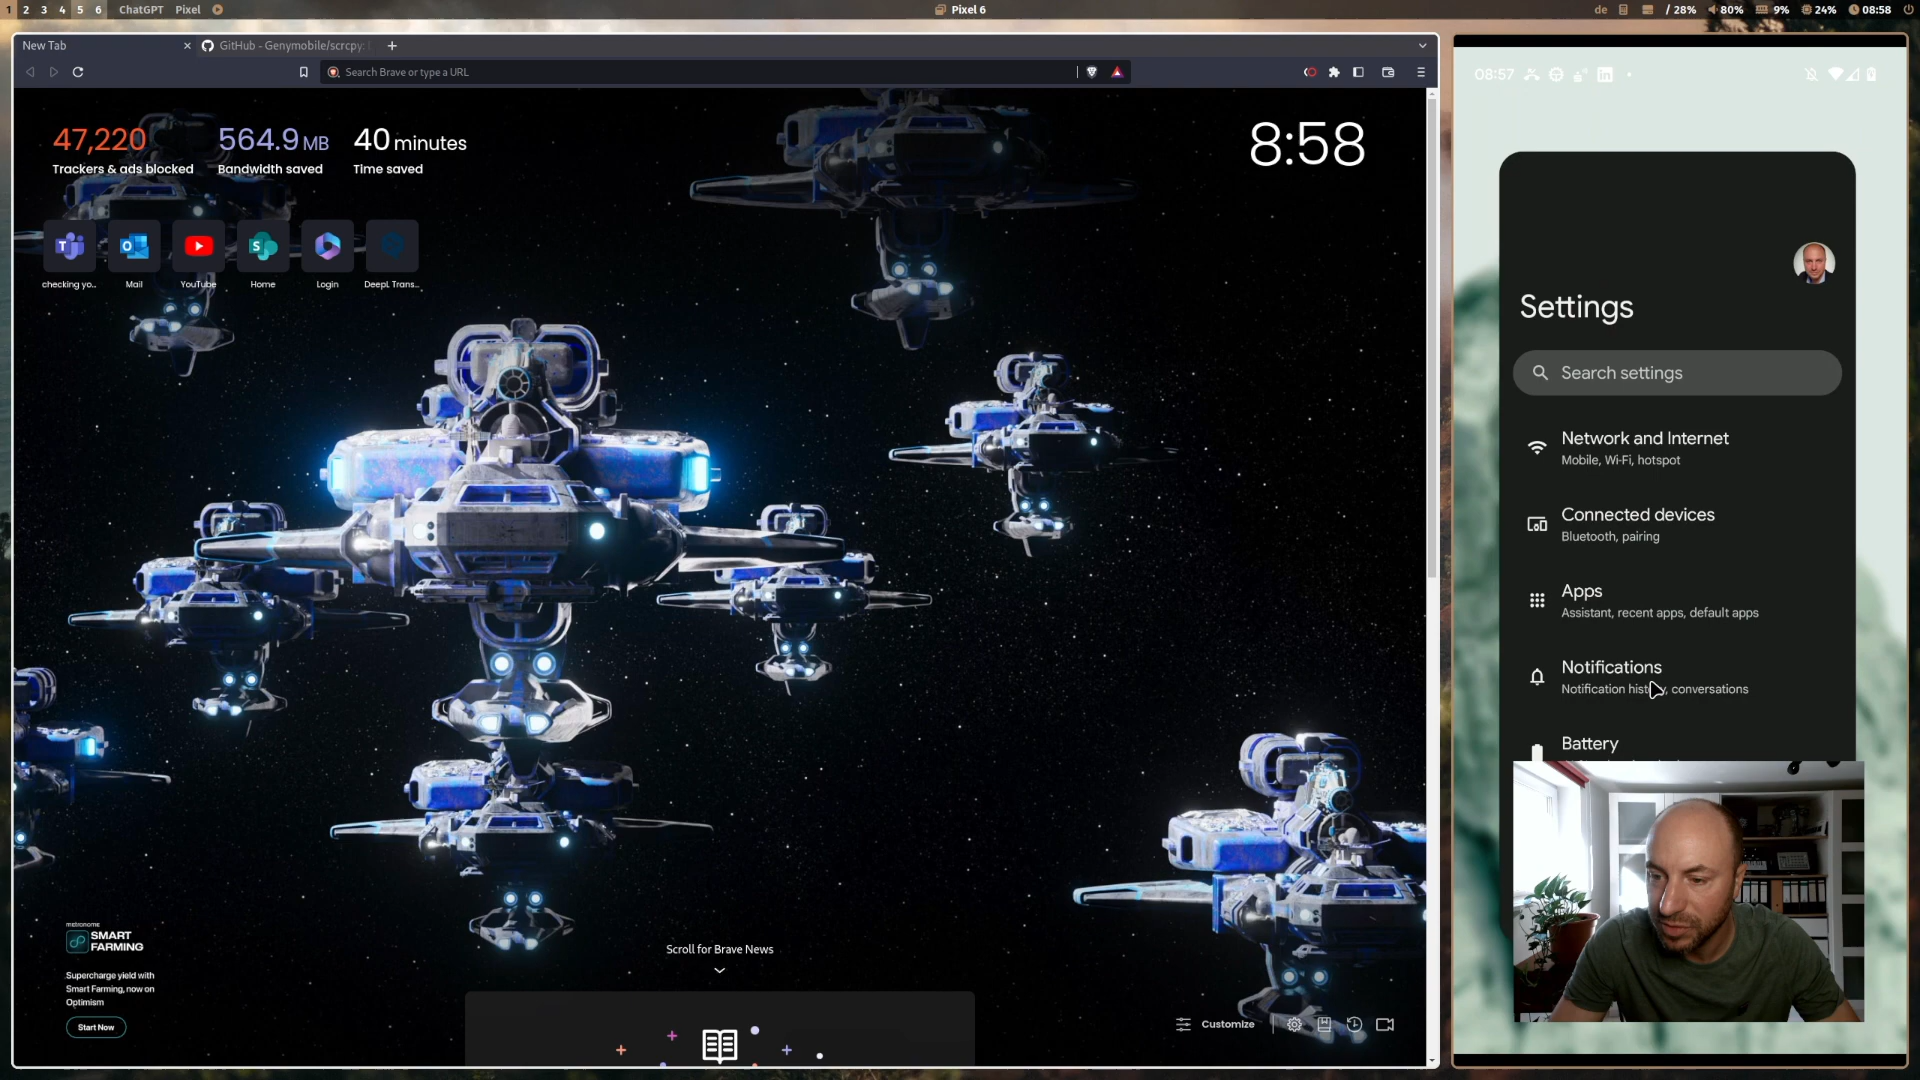 1 2 3 4 5 6 ChatGPT Pixel
Pixel 6
de / 28% 80% 9% 24% 08:58
New Tab
GitHub - Genymobile/scrcpy:
Search Brave or type a URL
47,220
Trackers & ads blocked
564.9 MB
Bandwidth saved
40 minutes
Time saved
8:58
checking yo...
Mail
YouTube
Home
Login
DeepL Trans...
metronome
SMART
FARMING
Supercharge yield with
Smart Farming, now on
Optimism
Start Now
Scroll for Brave News
Customize
08:57
Settings
Search settings
Network and Internet
Mobile, Wi-Fi, hotspot
Connected devices
Bluetooth, pairing
Apps
Assistant, recent apps, default apps
Notifications
Notification history, conversations
Battery